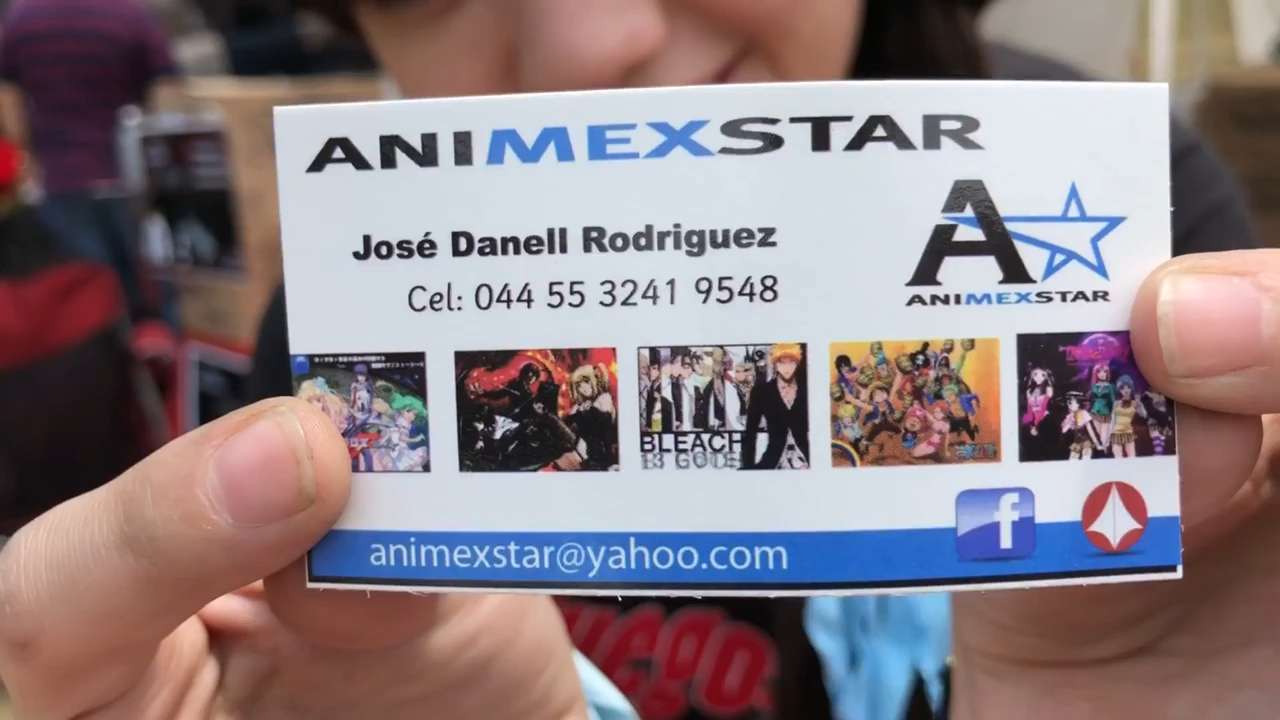 ANIMEXSTAR
José Danell Rodriguez
Cel: 044 55 3241 9548
ANIMEXSTAR
BLEACH
animexstar@yahoo.com
f